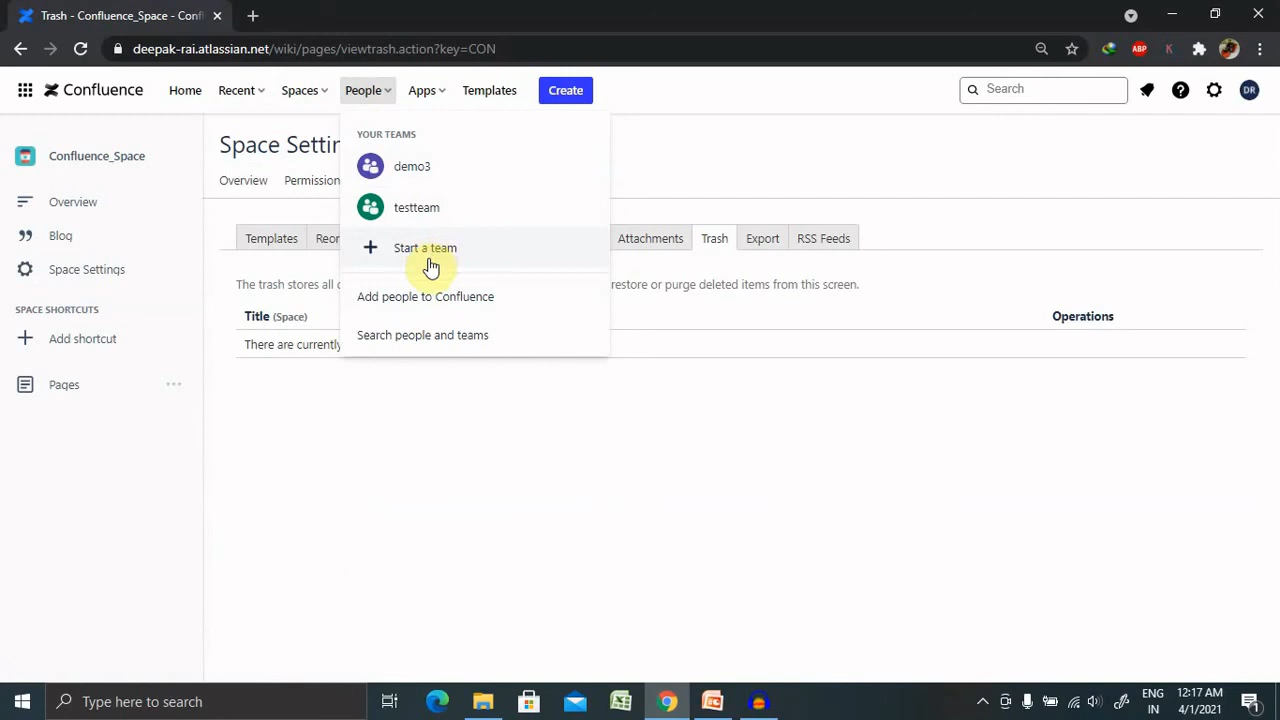 Trash - Confluence_Space - Conf
deepak-rai.atlassian.net/wiki/pages/viewtrash.action?key=CON
ABP
K
Confluence
Home
Recent
Spaces
People
Apps
Templates
Create
Search
DR
Confluence_Space
Overview
Blog
Space Settings
SPACE SHORTCUTS
Add shortcut
Pages
Space Settin
Overview
Permission
YOUR TEAMS
demo3
testteam
Start a team
Add people to Confluence
Search people and teams
Templates
Reor
Attachments
Trash
Export
RSS Feeds
The trash stores all restore or purge deleted items from this screen.
Title (Space)
Operations
There are currently
Type here to search
ENG
IN
12:17 AM
4/1/2021
1